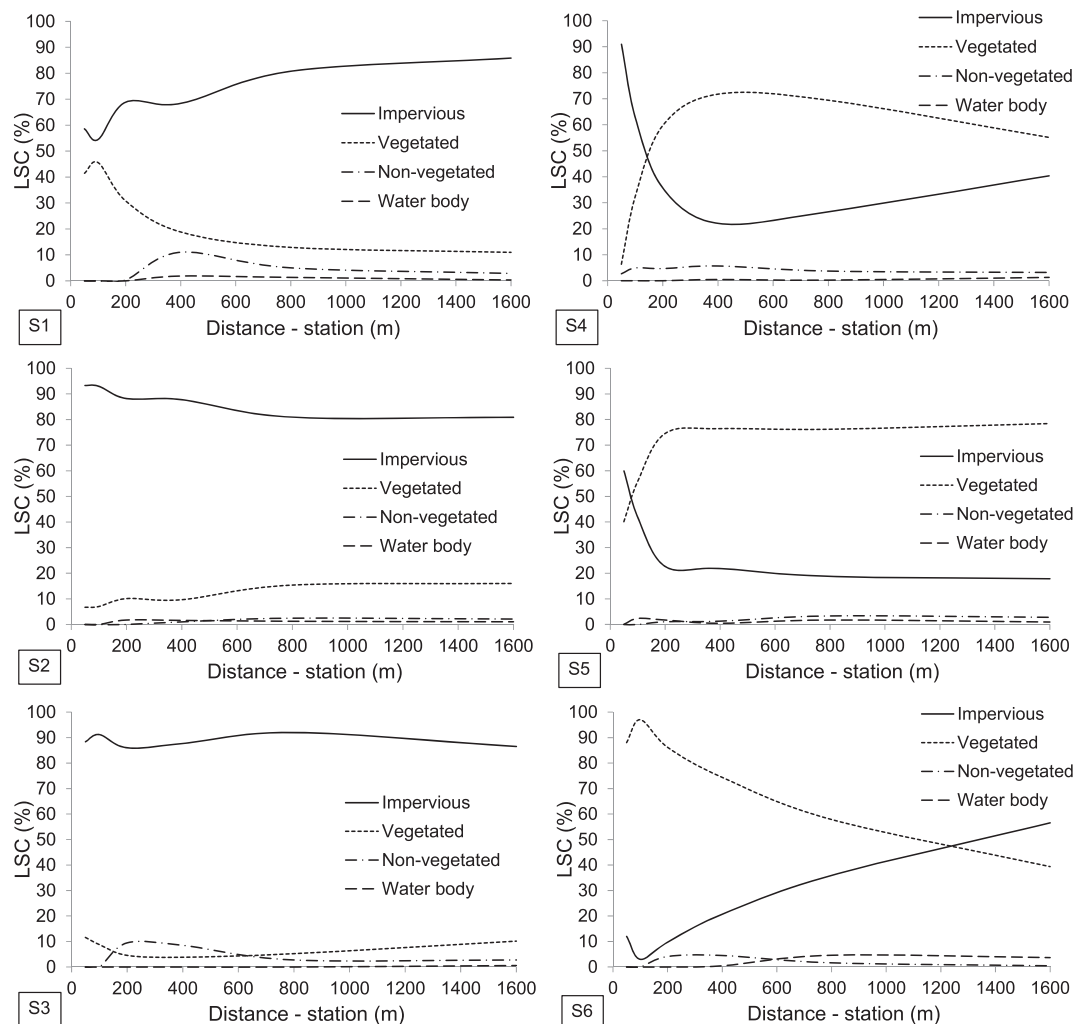 100
90
80
70
60
50
40
30
20
10
0
LSC (%)
Impervious
Vegetated
Non-vegetated
Water body
0 200 400 600 800 1000 1200 1400 1600
Distance - station (m)
S1
100
90
80
70
60
50
40
30
20
10
0
LSC (%)
Impervious
Vegetated
Non-vegetated
Water body
0 200 400 600 800 1000 1200 1400 1600
Distance - station (m)
S4
100
90
80
70
60
50
40
30
20
10
0
LSC (%)
Impervious
Vegetated
Non-vegetated
Water body
0 200 400 600 800 1000 1200 1400 1600
Distance - station (m)
S2
100
90
80
70
60
50
40
30
20
10
0
LSC (%)
Impervious
Vegetated
Non-vegetated
Water body
0 200 400 600 800 1000 1200 1400 1600
Distance - station (m)
S5
100
90
80
70
60
50
40
30
20
10
0
LSC (%)
Impervious
Vegetated
Non-vegetated
Water body
0 200 400 600 800 1000 1200 1400 1600
Distance - station (m)
S3
100
90
80
70
60
50
40
30
20
10
0
LSC (%)
Impervious
Vegetated
Non-vegetated
Water body
0 200 400 600 800 1000 1200 1400 1600
Distance - station (m)
S6